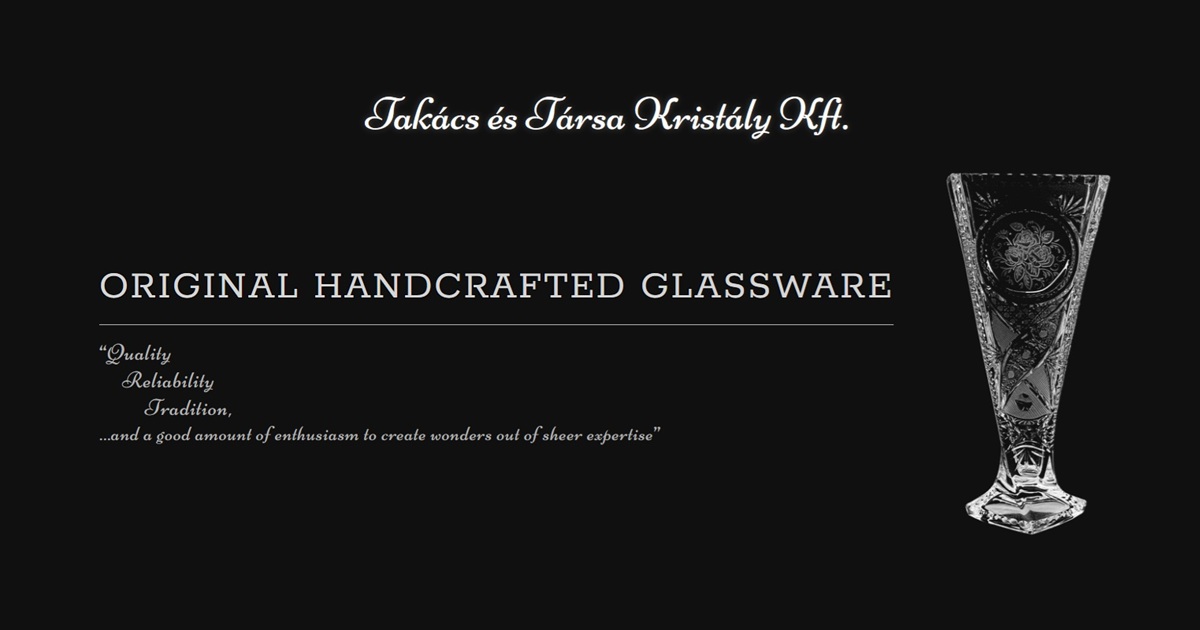 Takács és Társa Kristály Kft.
ORIGINAL HANDCRAFTED GLASSWARE
“Quality
Reliability
Tradition,
...and a good amount of enthusiasm to create wonders out of sheer expertise”